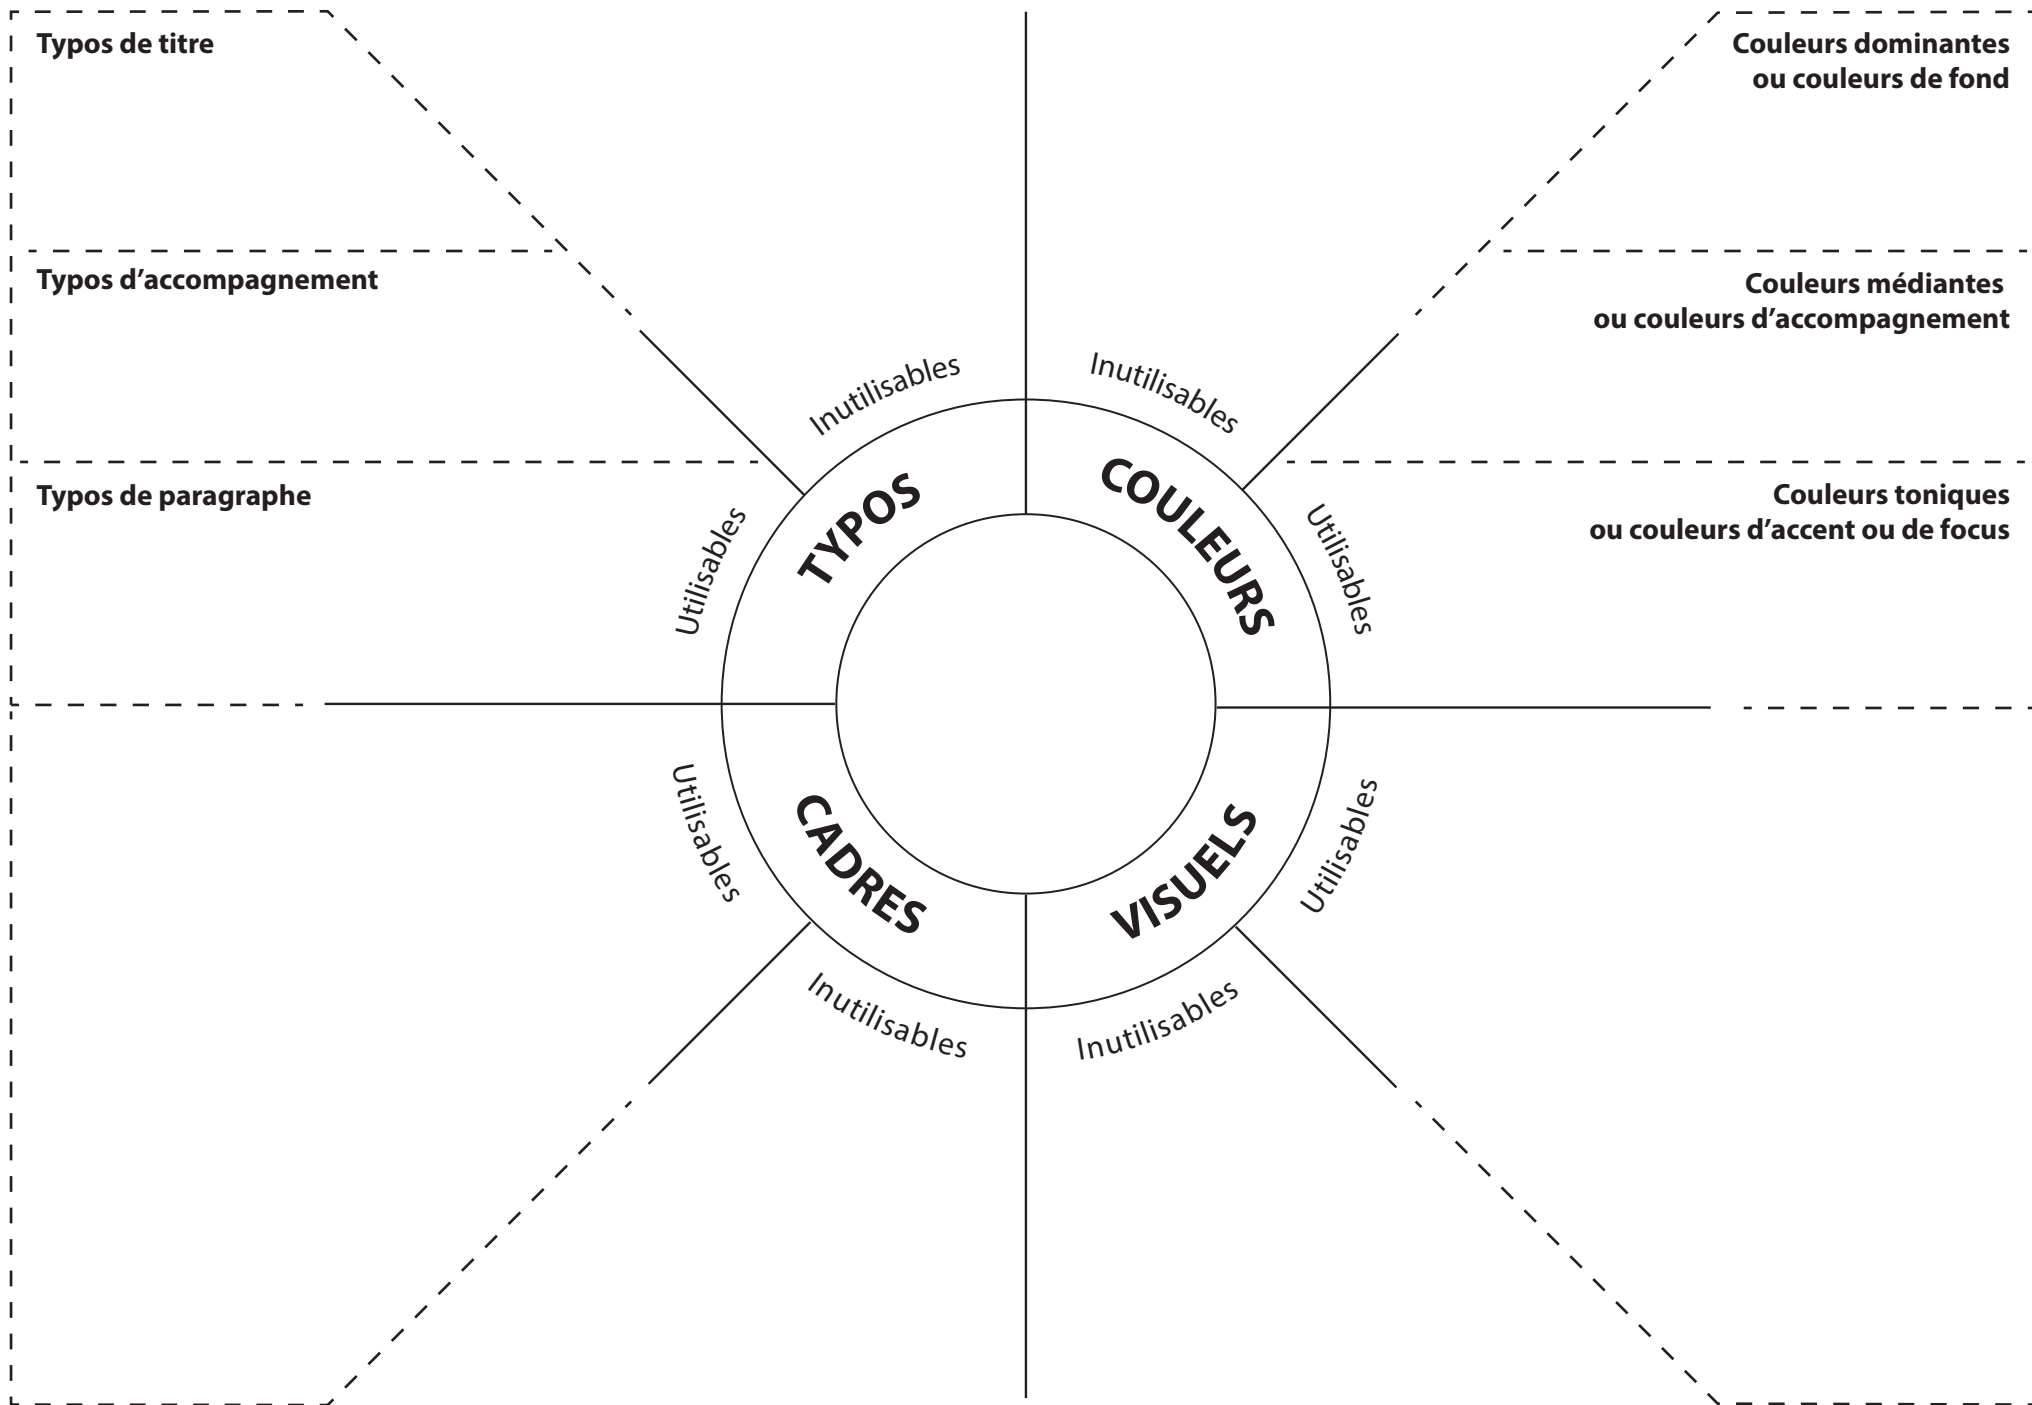 Typos de titre
Couleurs dominantes
ou couleurs de fond
Typos d’accompagnement
Couleurs médiantes
ou couleurs d’accompagnement
Inutilisables
Inutilisables
Typos de paragraphe
Couleurs toniques
ou couleurs d’accent ou de focus
Utilisables
TYPOS
COULEURS
Utilisables
Utilisables
CADRES
VISUELS
Utilisables
Inutilisables
Inutilisables